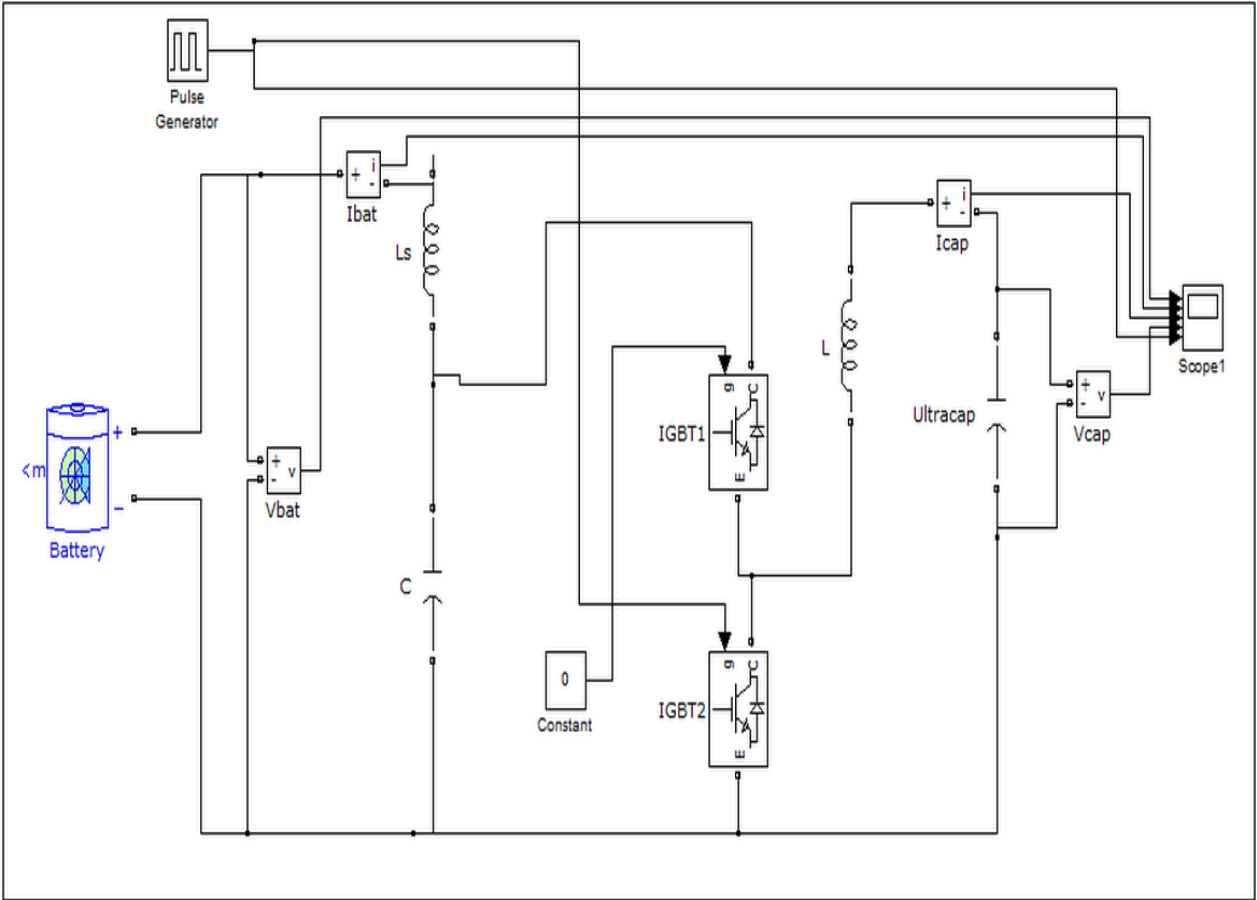 Pulse
Generator
+
i
-
Ibat
Ls
+
i
-
Icap
L
Scope1
g
C
IGBT1
E
Ultracap
+
v
-
Vcap
+
-
<m
Battery
+
v
-
Vbat
C
0
Constant
g
C
IGBT2
E